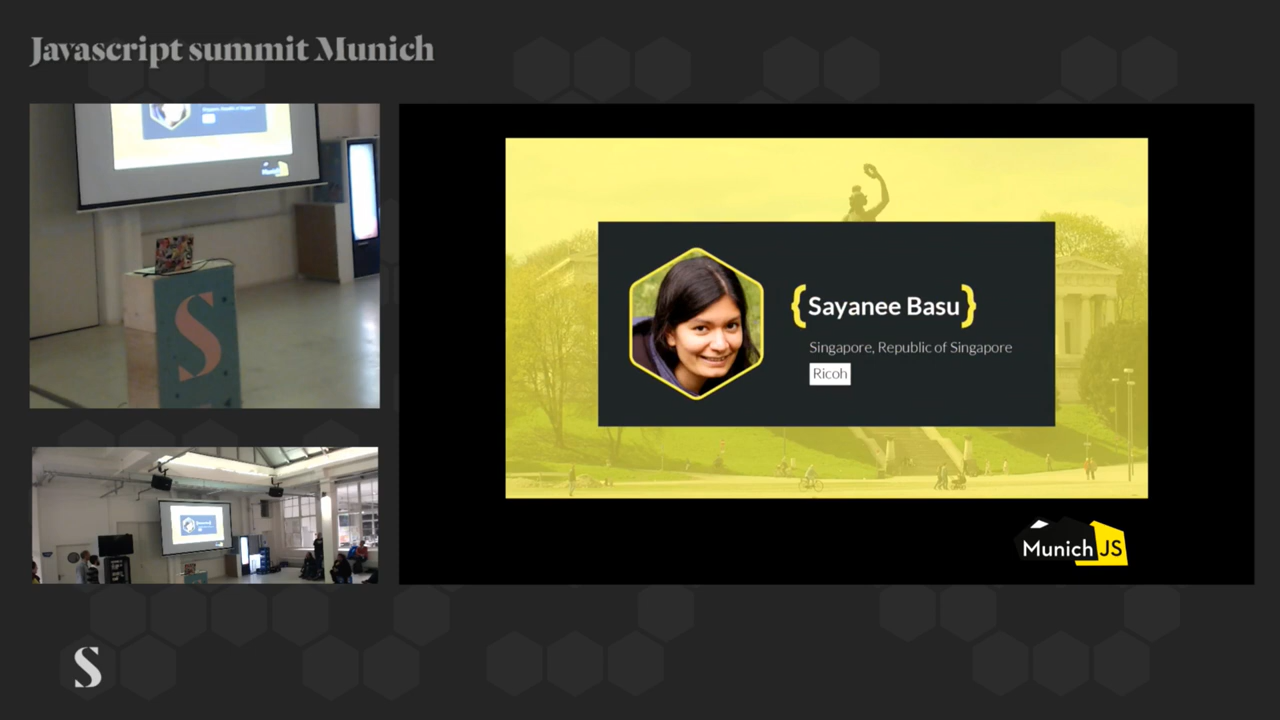 Javascript summit Munich
{Sayanee Basu}
Singapore, Republic of Singapore
Ricoh
Munich JS
S
S